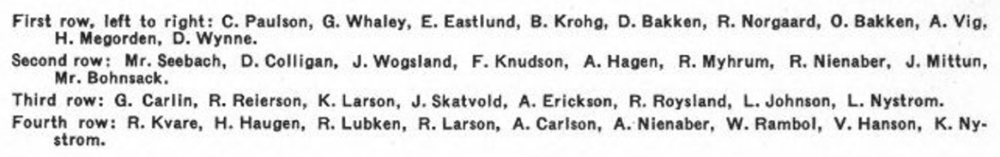 First row, left to right: C. Paulson, G. Whaley, E. Eastlund, B. Krohg, D. Bakken, R. Norgaard, O. Bakken, A. Vig,
H. Megorden, D. Wynne.
Second row: Mr. Seebach, D. Colligan, J. Wogsland, F. Knudson, A. Hagen, R. Myhrum, R. Nienaber, J. Mittun,
Mr. Bohnsack.
Third row: G. Carlin, R. Reierson, K. Larson, J. Skatvold, A. Erickson, R. Roysland, L. Johnson, L. Nystrom.
Fourth row: R. Kvare, H. Haugen, R. Lubken, R. Larson, A. Carlson, A. Nienaber, W. Rambol, V. Hanson, K. Ny-
strom.